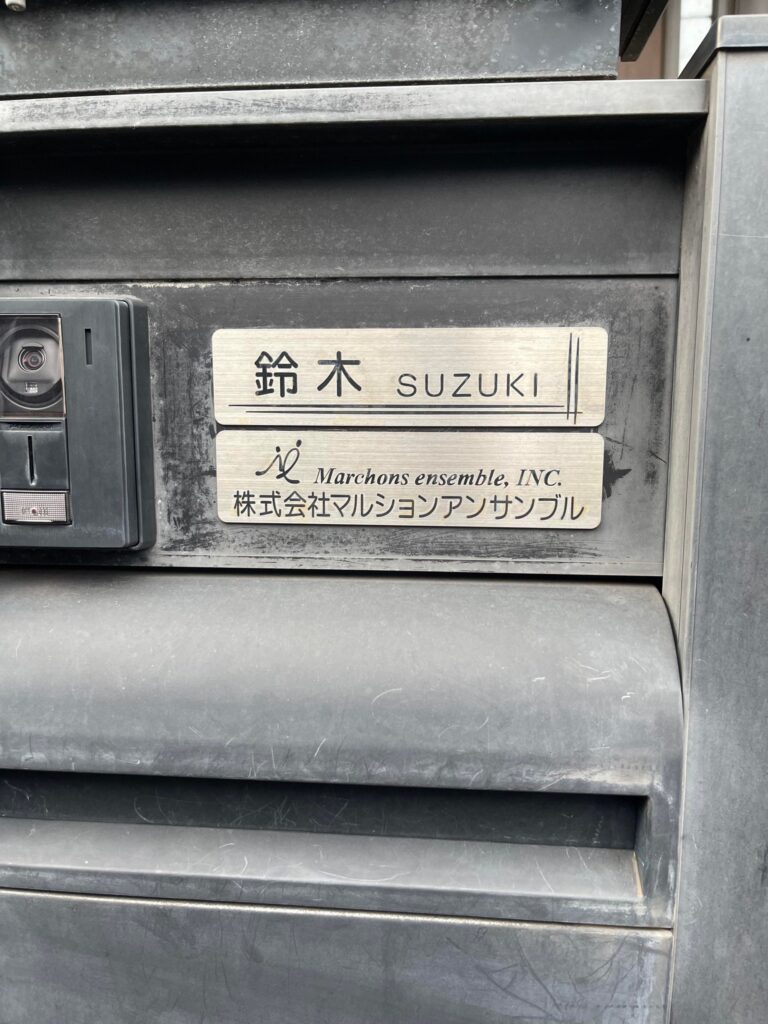 鈴木 SUZUKI
Marchons ensemble, INC.
株式会社マルションアンサンブル